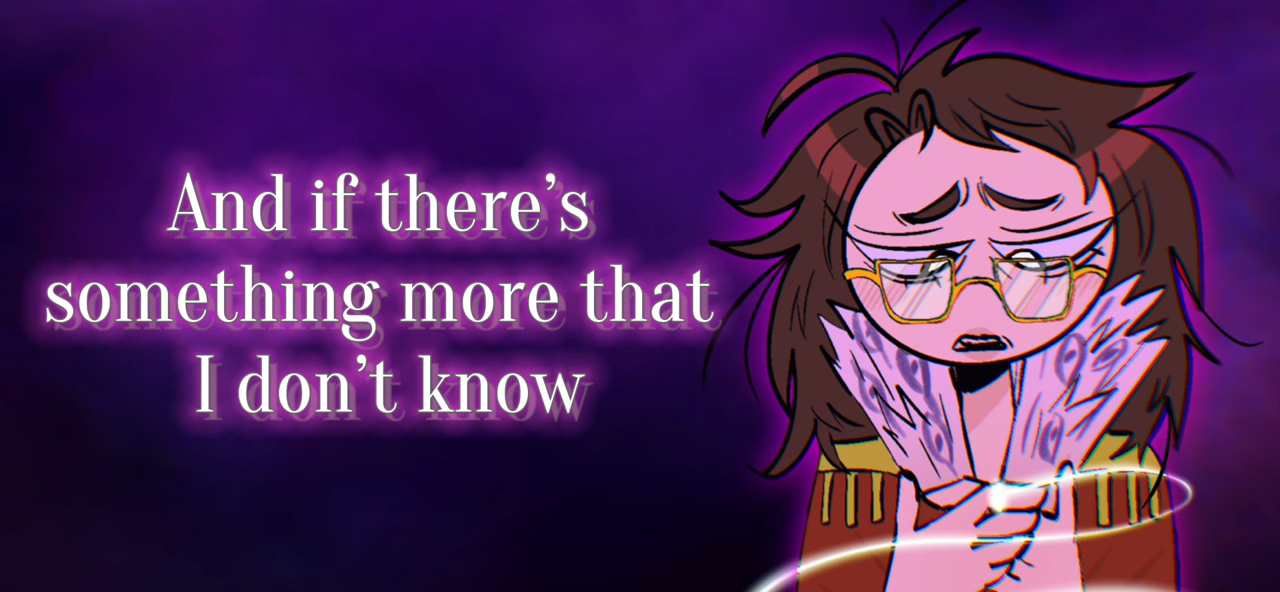 And if there’s
something more that
I don’t know